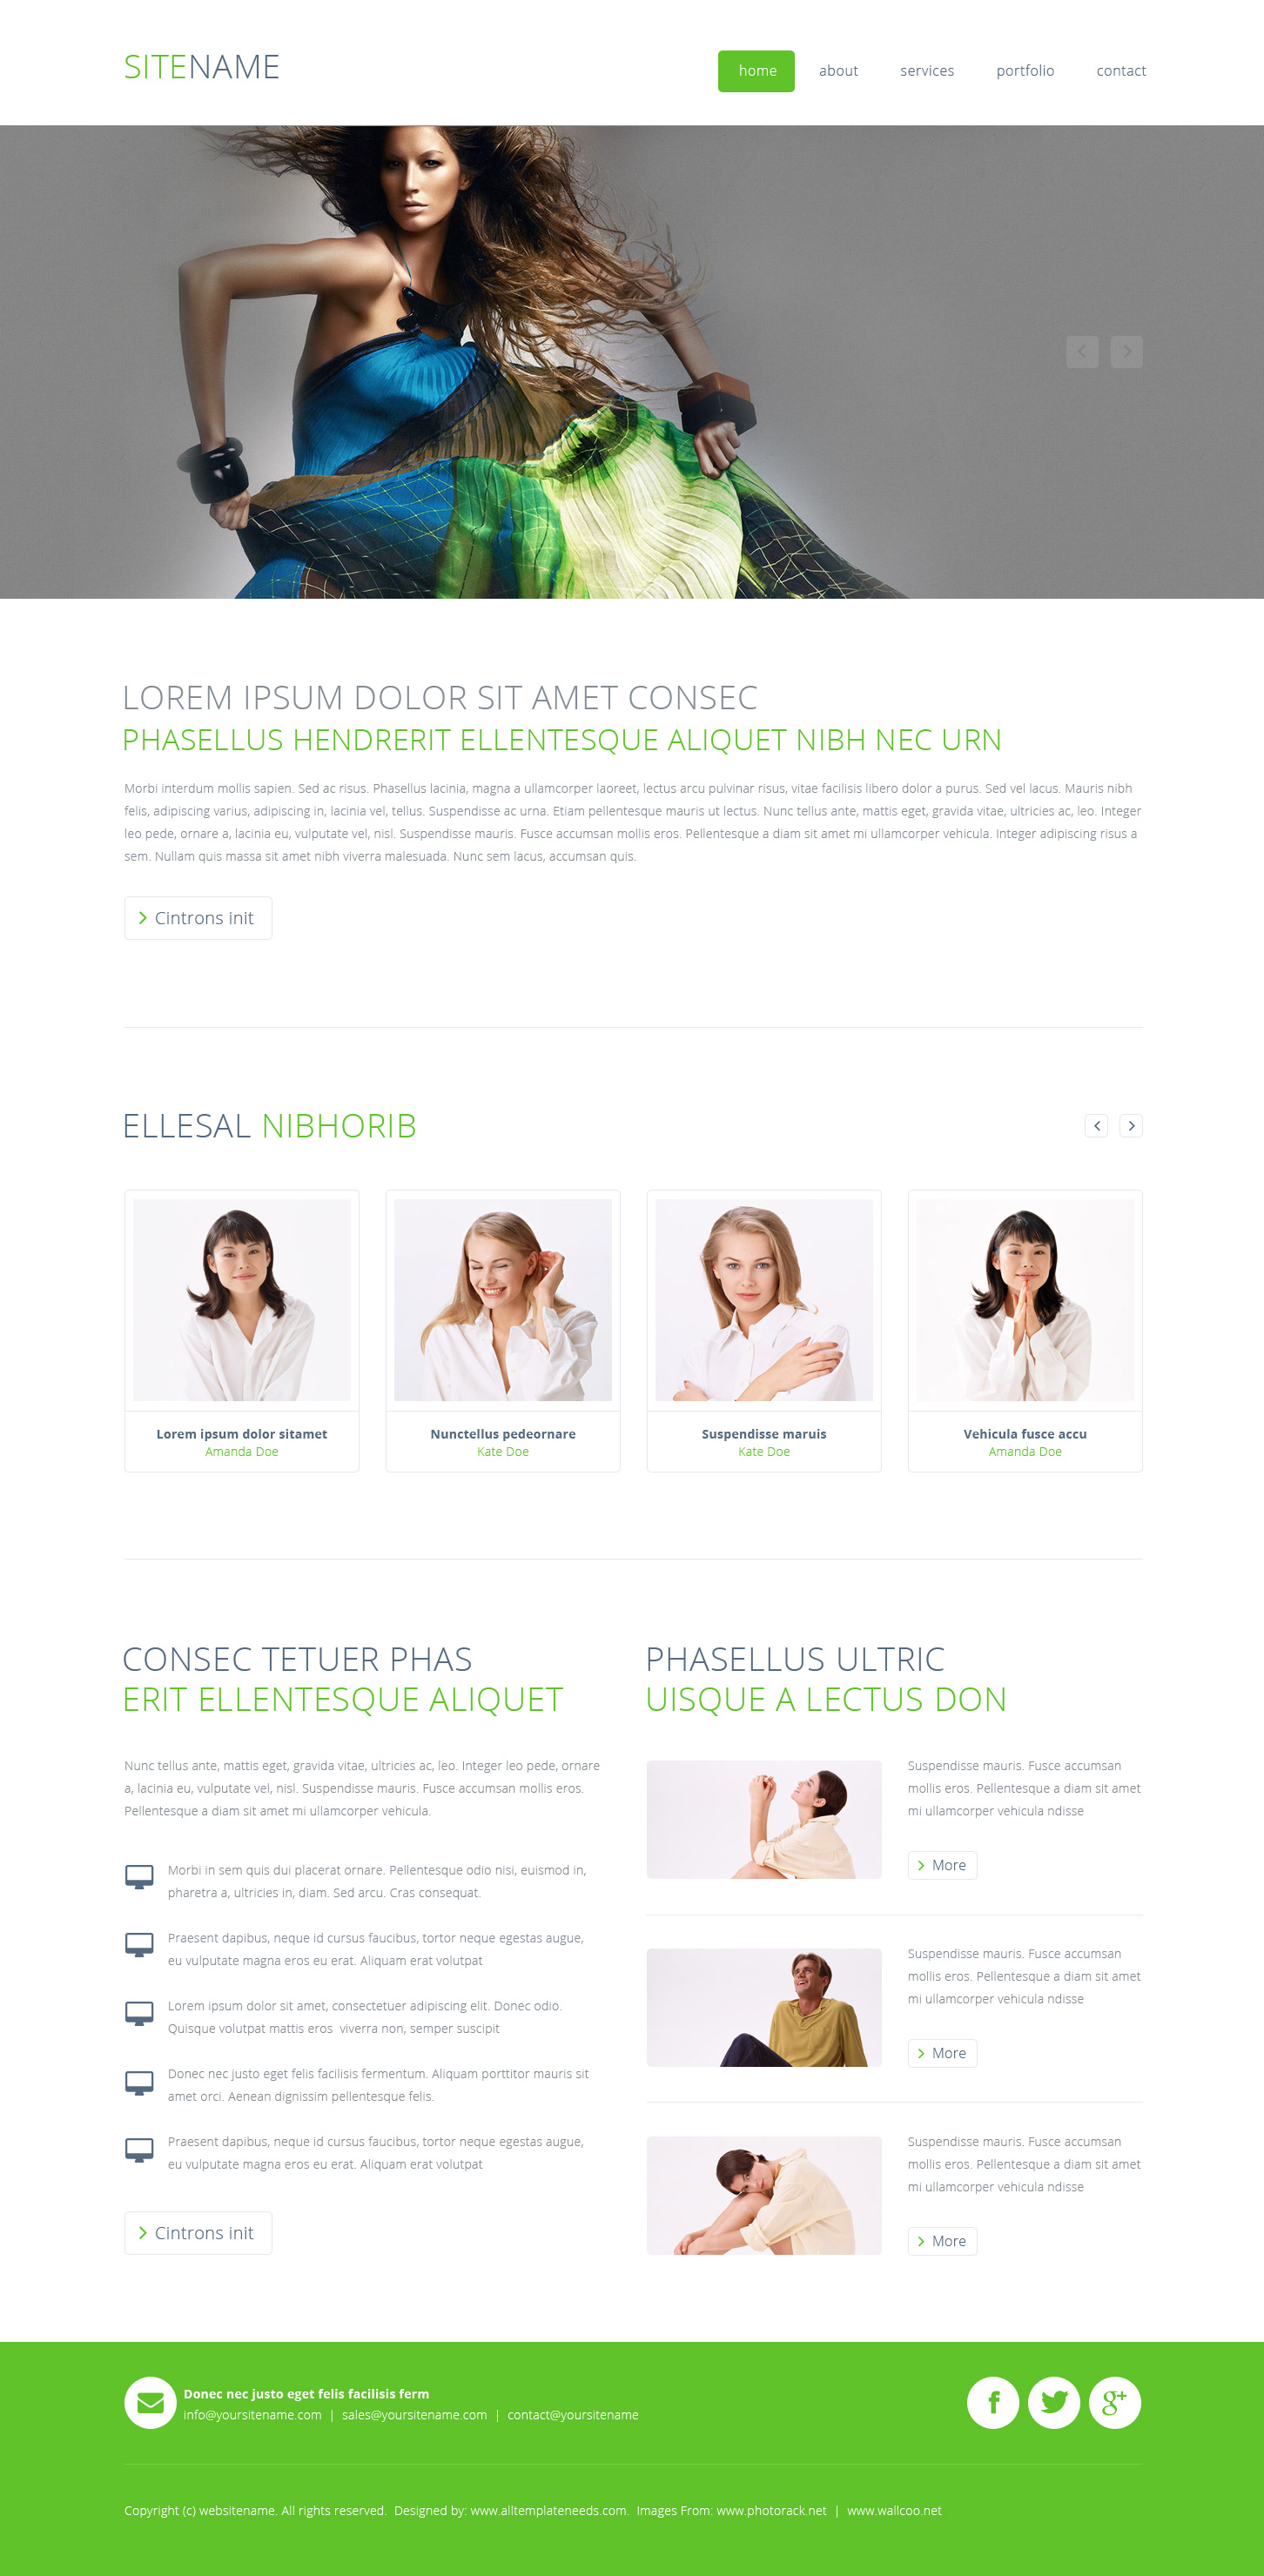 SITENAME
home about services portfolio contact
LOREM IPSUM DOLOR SIT AMET CONSEC
PHASELLUS HENDRERIT ELLENTESQUE ALIQUET NIBH NEC URN
Morbi interdum mollis sapien. Sed ac risus. Phasellus lacinia, magna a ullamcorper laoreet, lectus arcu pulvinar risus, vitae facilisis libero dolor a purus. Sed vel lacus. Mauris nibh
felis, adipiscing varius, adipiscing in, lacinia vel, tellus. Suspendisse ac urna. Etiam pellentesque mauris ut lectus. Nunc tellus ante, mattis eget, gravida vitae, ultricies ac, leo. Integer
leo pede, ornare a, lacinia eu, vulputate vel, nisl. Suspendisse mauris. Fusce accumsan mollis eros. Pellentesque a diam sit amet mi ullamcorper vehicula. Integer adipiscing risus a
sem. Nullam quis massa sit amet nibh viverra malesuada. Nunc sem lacus, accumsan quis.
Cintrons init
ELLESAL NIBHORIB
Lorem ipsum dolor sitamet
Amanda Doe
Nunctellus pedeornare
Kate Doe
Suspendisse maruis
Kate Doe
Vehicula fusce accu
Amanda Doe
CONSEC TETUER PHAS
ERIT ELLENTESQUE ALIQUET
Nunc tellus ante, mattis eget, gravida vitae, ultricies ac, leo. Integer leo pede, ornare
a, lacinia eu, vulputate vel, nisl. Suspendisse mauris. Fusce accumsan mollis eros.
Pellentesque a diam sit amet mi ullamcorper vehicula.
Morbi in sem quis dui placerat ornare. Pellentesque odio nisi, euismod in,
pharetra a, ultricies in, diam. Sed arcu. Cras consequat.
Praesent dapibus, neque id cursus faucibus, tortor neque egestas augue,
eu vulputate magna eros eu erat. Aliquam erat volutpat
Lorem ipsum dolor sit amet, consectetuer adipiscing elit. Donec odio.
Quisque volutpat mattis eros viverra non, semper suscipit
Donec nec justo eget felis facilisis fermentum. Aliquam porttitor mauris sit
amet orci. Aenean dignissim pellentesque felis.
Praesent dapibus, neque id cursus faucibus, tortor neque egestas augue,
eu vulputate magna eros eu erat. Aliquam erat volutpat
Cintrons init
PHASELLUS ULTRIC
UISQUE A LECTUS DON
Suspendisse mauris. Fusce accumsan
mollis eros. Pellentesque a diam sit amet
mi ullamcorper vehicula ndisse
More
Suspendisse mauris. Fusce accumsan
mollis eros. Pellentesque a diam sit amet
mi ullamcorper vehicula ndisse
More
Suspendisse mauris. Fusce accumsan
mollis eros. Pellentesque a diam sit amet
mi ullamcorper vehicula ndisse
More
Donec nec justo eget felis facilisis ferm
info@yoursitename.com | sales@yoursitename.com | contact@yoursitename
Copyright (c) websitename. All rights reserved. Designed by: www.alltemplateneeds.com. Images From: www.photorack.net | www.wallcoo.net